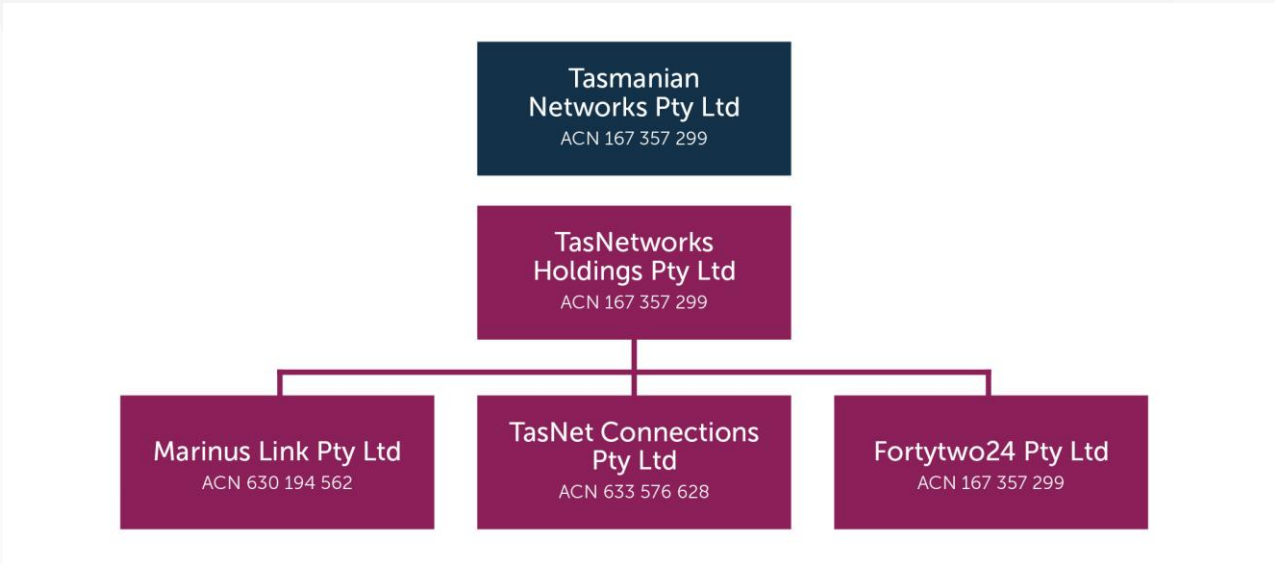 Tasmanian
Networks Pty Ltd
ACN 167 357 299
TasNetworks
Holdings Pty Ltd
ACN 167 357 299
Marinus Link Pty Ltd
ACN 630 194 562
TasNet Connections
Pty Ltd
ACN 633 576 628
Fortytwo24 Pty Ltd
ACN 167 357 299